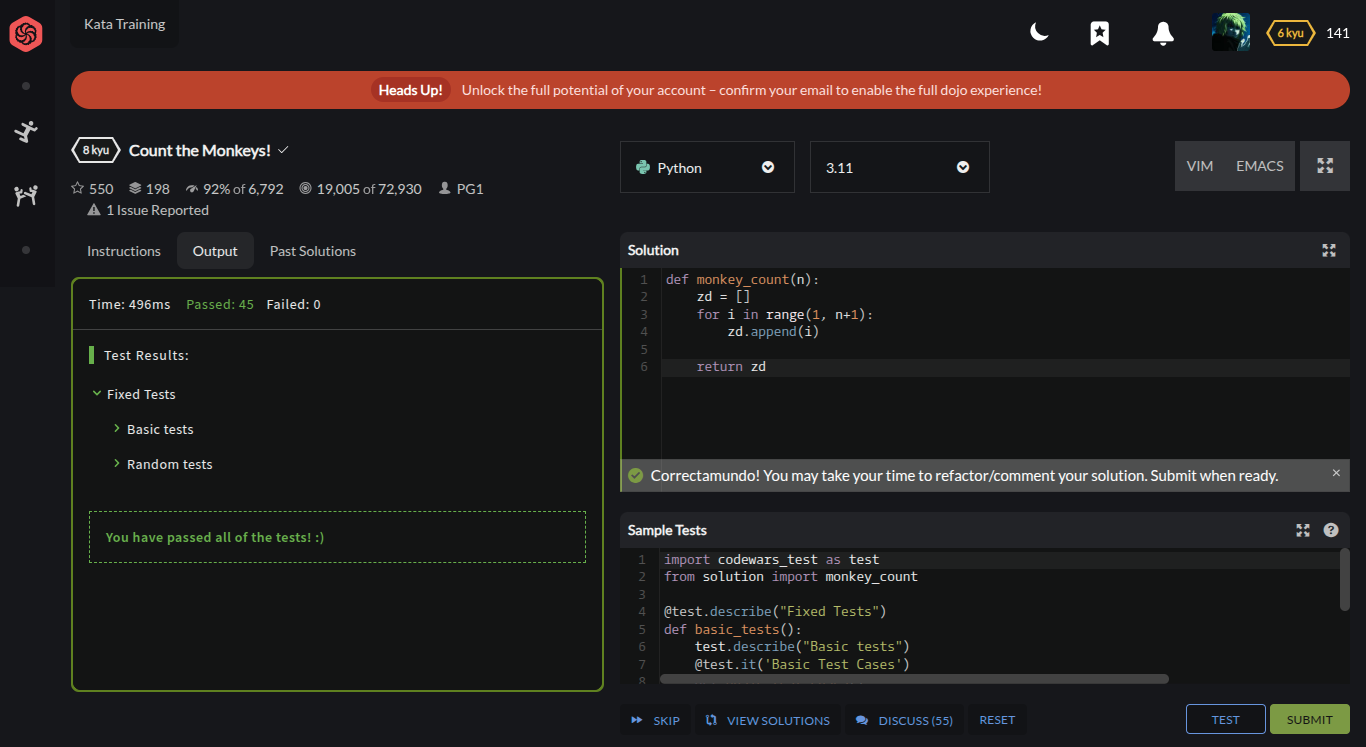 Kata Training
6 kyu 141
Heads Up! Unlock the full potential of your account – confirm your email to enable the full dojo experience!
8 kyu Count the Monkeys!
550 198 92% of 6,792 19,005 of 72,930 PG1
1 Issue Reported
Instructions Output Past Solutions
Time: 496ms Passed: 45 Failed: 0
Test Results:
Fixed Tests
Basic tests
Random tests
You have passed all of the tests! :)
Python 3.11 VIM EMACS
Solution
1 def monkey_count(n):
2     zd = []
3     for i in range(1, n+1):
4         zd.append(i)
5
6     return zd
Correctamundo! You may take your time to refactor/comment your solution. Submit when ready. ×
Sample Tests ?
1 import codewars_test as test
2 from solution import monkey_count
3
4 @test.describe("Fixed Tests")
5 def basic_tests():
6     test.describe("Basic tests")
7     @test.it('Basic Test Cases')
8
SKIP VIEW SOLUTIONS DISCUSS (55) RESET TEST SUBMIT